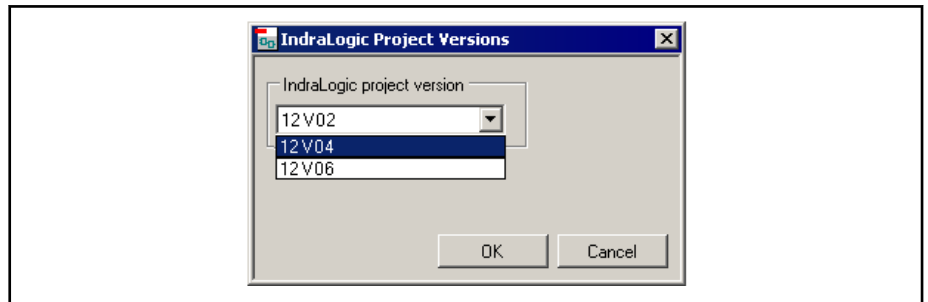 IndraLogic Project Versions
IndraLogic project version
12V02
12V04
12V06
OK Cancel